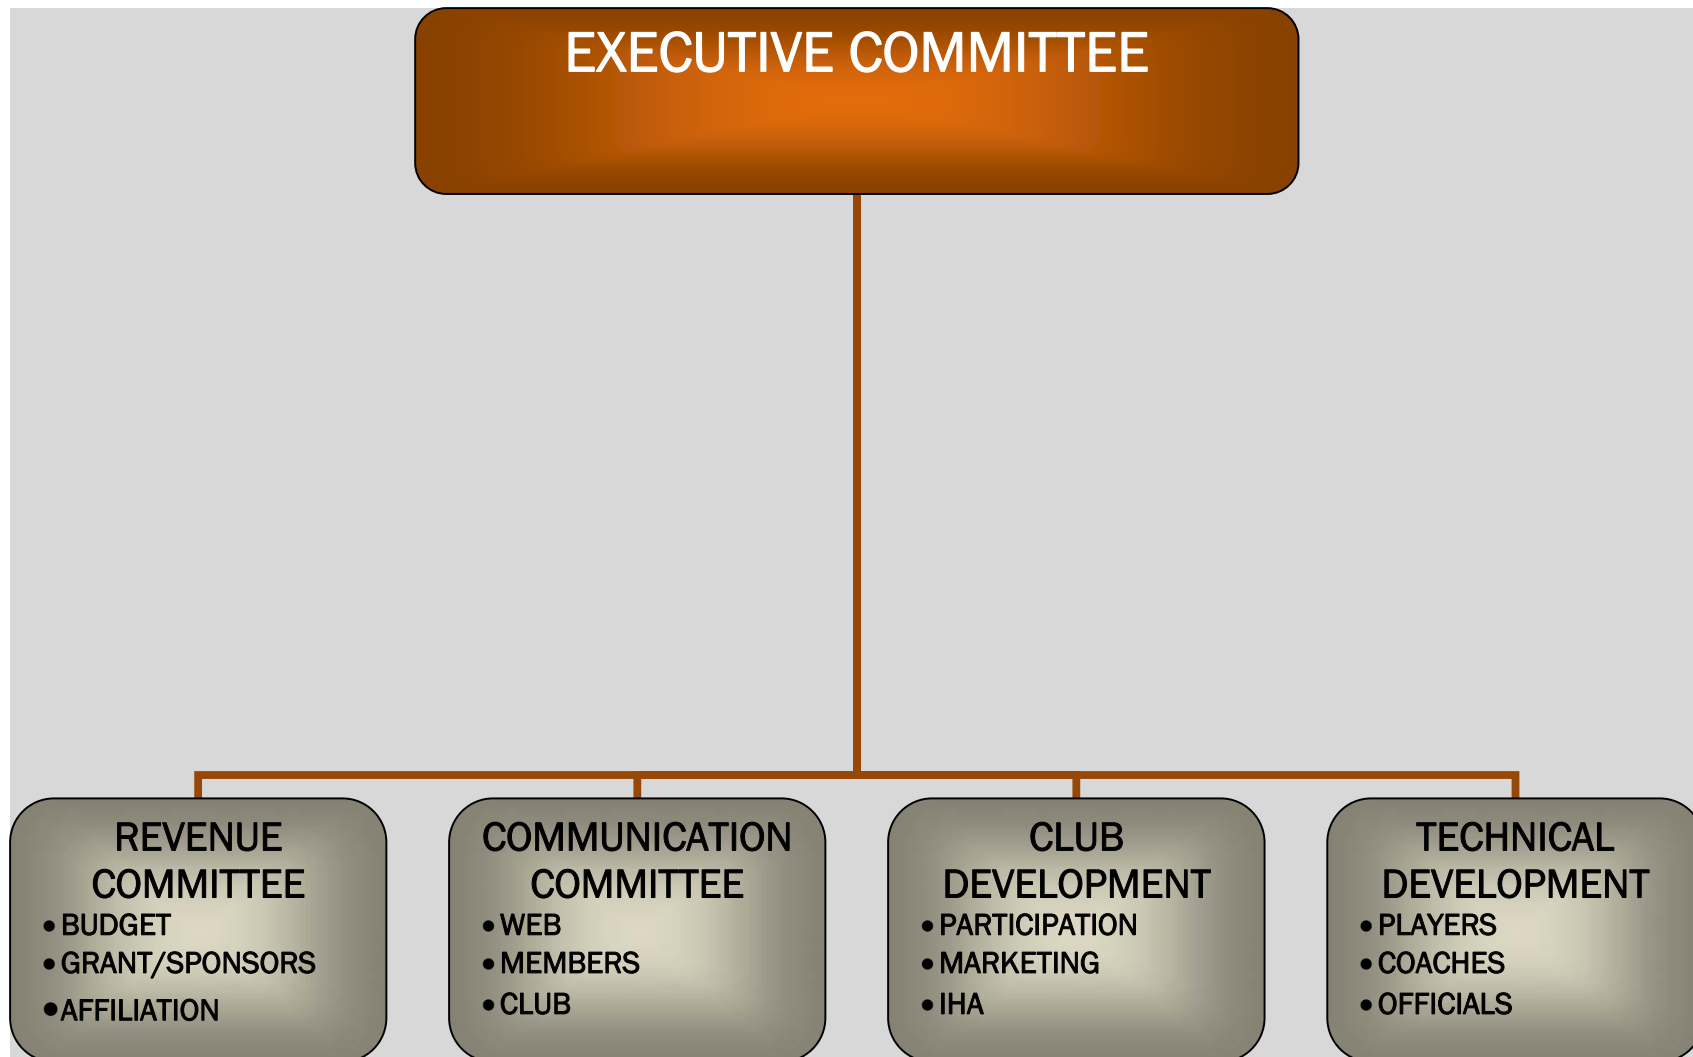 EXECUTIVE COMMITTEE
REVENUE
COMMITTEE
• BUDGET
• GRANT/SPONSORS
• AFFILIATION
COMMUNICATION
COMMITTEE
• WEB
• MEMBERS
• CLUB
CLUB
DEVELOPMENT
• PARTICIPATION
• MARKETING
• IHA
TECHNICAL
DEVELOPMENT
• PLAYERS
• COACHES
• OFFICIALS